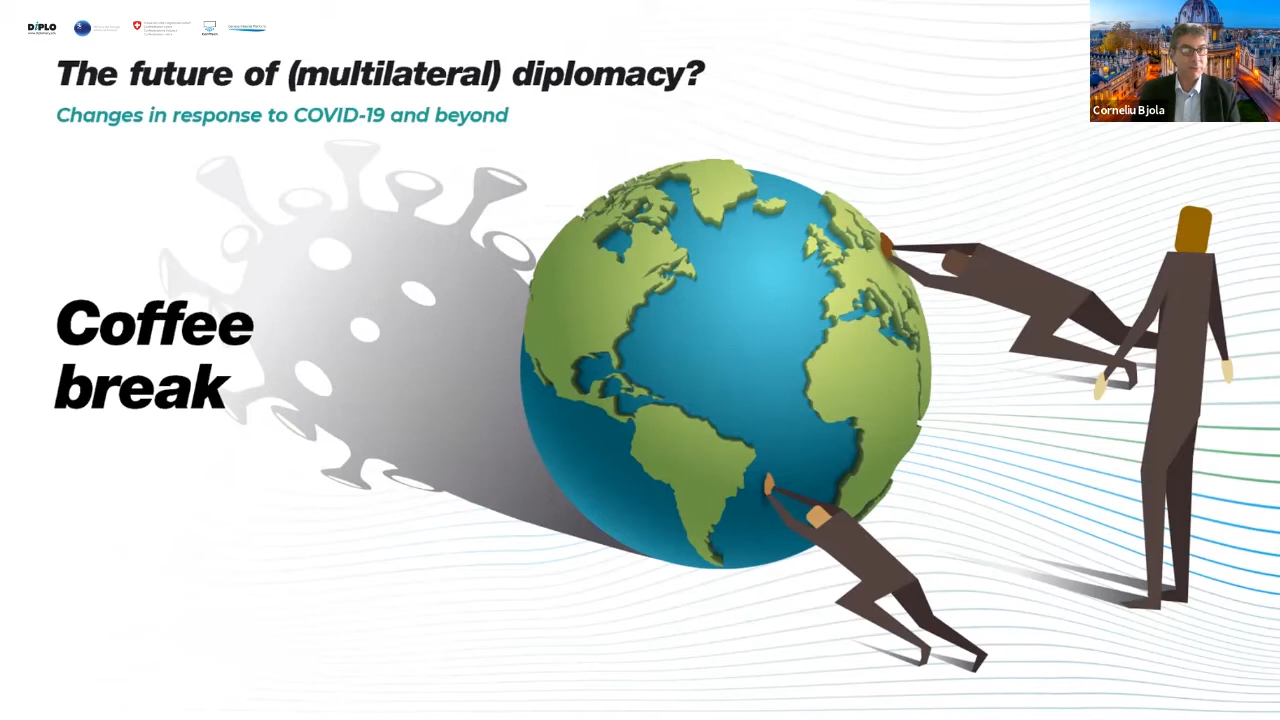 DiPLO
The future of (multilateral) diplomacy?
Changes in response to COVID-19 and beyond
Coffee
break
Corneliu Bjola